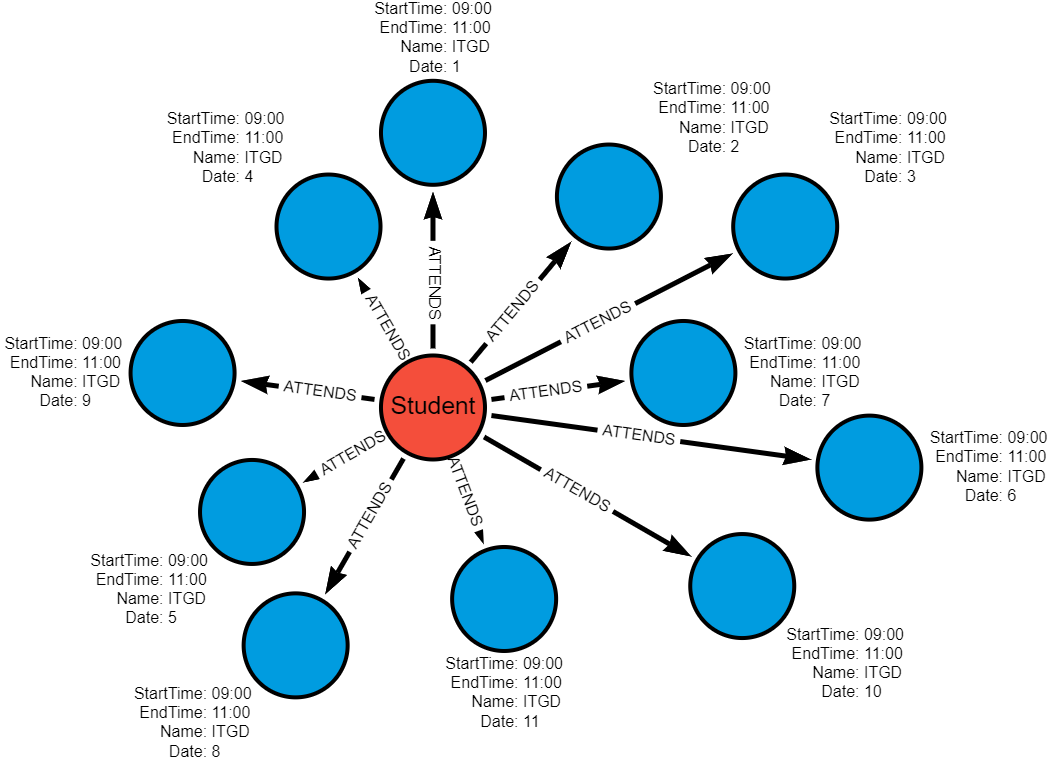 StartTime: 09:00
EndTime: 11:00
Name: ITGD
Date: 1
StartTime: 09:00
EndTime: 11:00
Name: ITGD
Date: 2
StartTime: 09:00
EndTime: 11:00
Name: ITGD
Date: 3
StartTime: 09:00
EndTime: 11:00
Name: ITGD
Date: 4
ATTENDS
ATTENDS
ATTENDS
ATTENDS
StartTime: 09:00
EndTime: 11:00
Name: ITGD
Date: 9
ATTENDS
Student
ATTENDS
StartTime: 09:00
EndTime: 11:00
Name: ITGD
Date: 7
ATTENDS
StartTime: 09:00
EndTime: 11:00
Name: ITGD
Date: 6
ATTENDS
ATTENDS
ATTENDS
ATTENDS
StartTime: 09:00
EndTime: 11:00
Name: ITGD
Date: 5
StartTime: 09:00
EndTime: 11:00
Name: ITGD
Date: 10
StartTime: 09:00
EndTime: 11:00
Name: ITGD
Date: 11
StartTime: 09:00
EndTime: 11:00
Name: ITGD
Date: 8